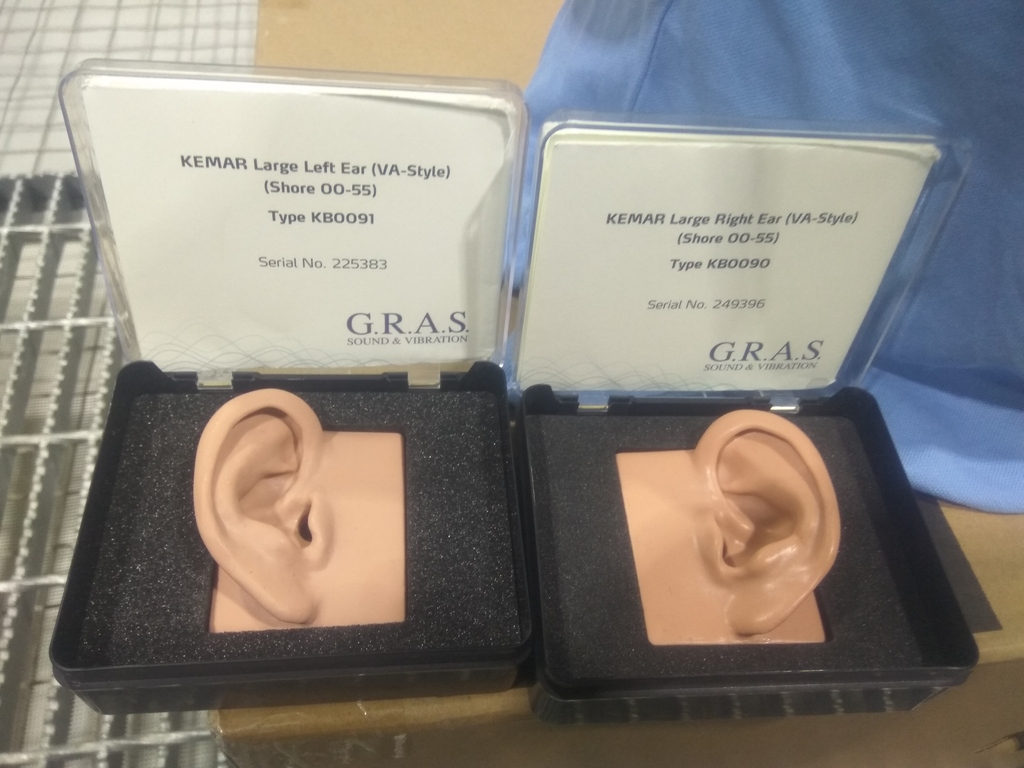 KEMAR Large Left Ear (VA-Style)
(Shore OO-55)
Type KB0091
Serial No. 225383
G.R.A.S.
SOUND & VIBRATION
KEMAR Large Right Ear (VA-Style)
(Shore OO-55)
Type KB0090
Serial No. 249396
G.R.A.S.
SOUND & VIBRATION